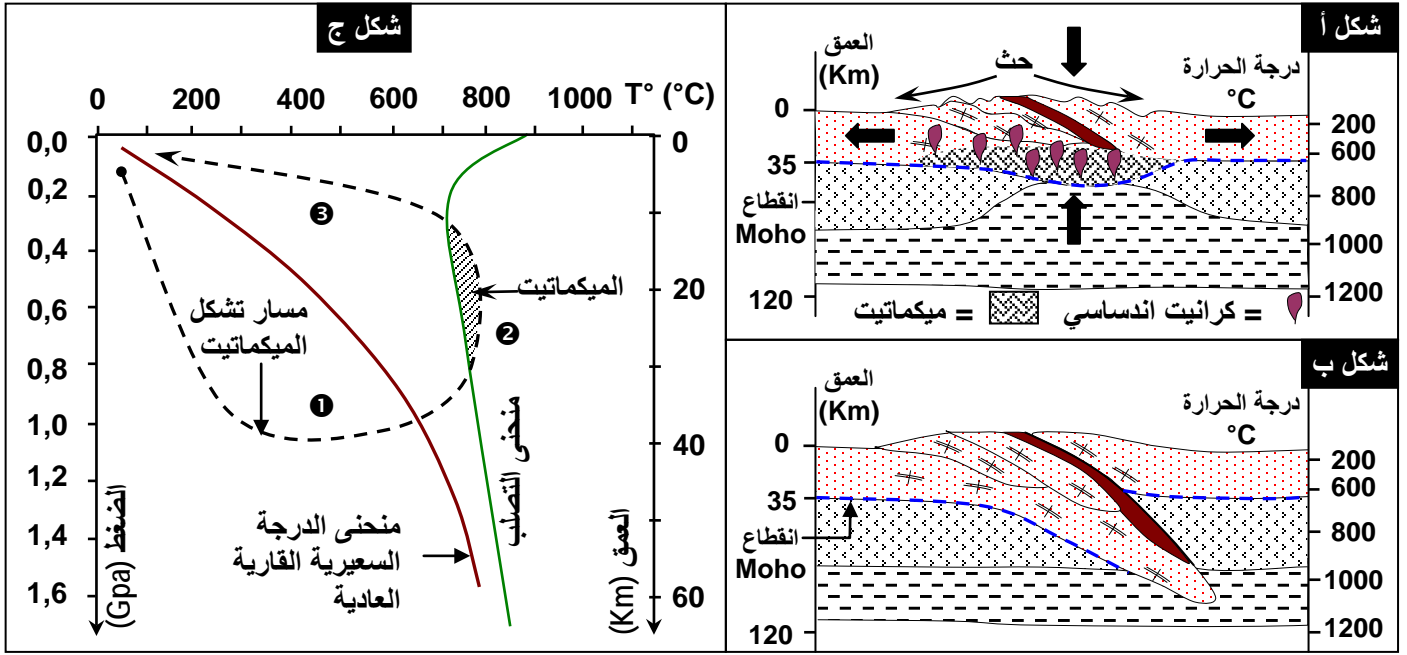 شكل أ
العمق
(Km)
حث
درجة الحرارة
°C
0
35
انقطاع
Moho
120
200
600
800
1000
1200
= كرانيت اندساسي
= ميكماتيت
شكل ب
العمق
(Km)
درجة الحرارة
°C
0
35
انقطاع
Moho
120
200
600
800
1000
1200
شكل ج
0 200 400 600 800 1000 T° (°C)
0,0
0,2
0,4
0,6
0,8
1,0
1,2
1,4
1,6
الضغط (Gpa)
0
20
40
60
العمق (Km)
❸
الميكماتيت
❷
مسار تشكل
الميكماتيت
❶
منحنى التصلب
منحنى الدرجة
السعيرية القارية
العادية